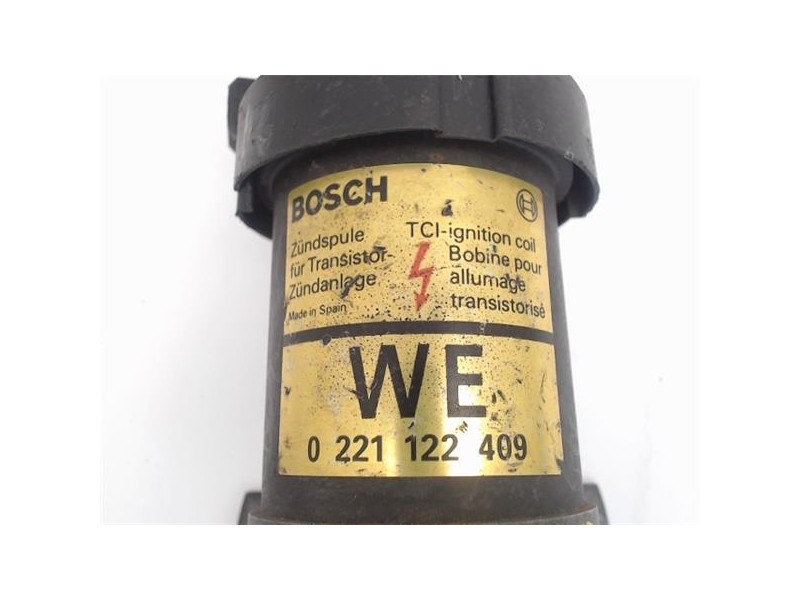 BOSCH
Zündspule
für Transistor-
Zündanlage
Made in Spain
TCI-ignition coil
Bobine pour
allumage
transistorisé
WE
0 221 122 409